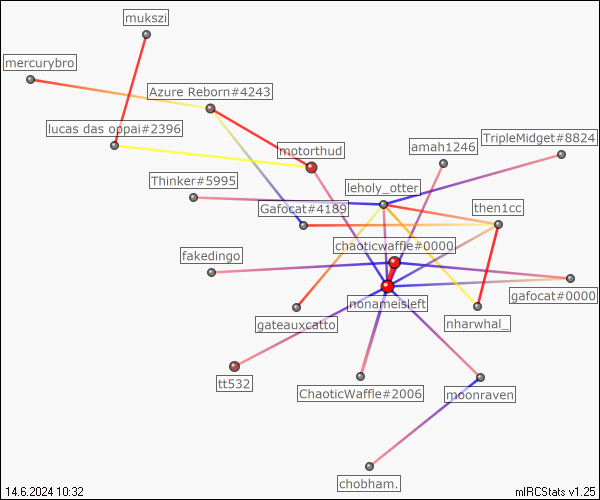 mukszi
mercurybro
Azure Reborn#4243
lucas das oppai#2396
motorthud
amah1246
TripleMidget#8824
Thinker#5995
leholy_otter
Gafocat#4189
then1cc
chaoticwaffle#0000
fakedingo
nonameisleft
gafocat#0000
gateauxcatto
nharwhal_
tt532
ChaoticWaffle#2006
moonraven
chobham.
14.6.2024 10:32
mIRCStats v1.25